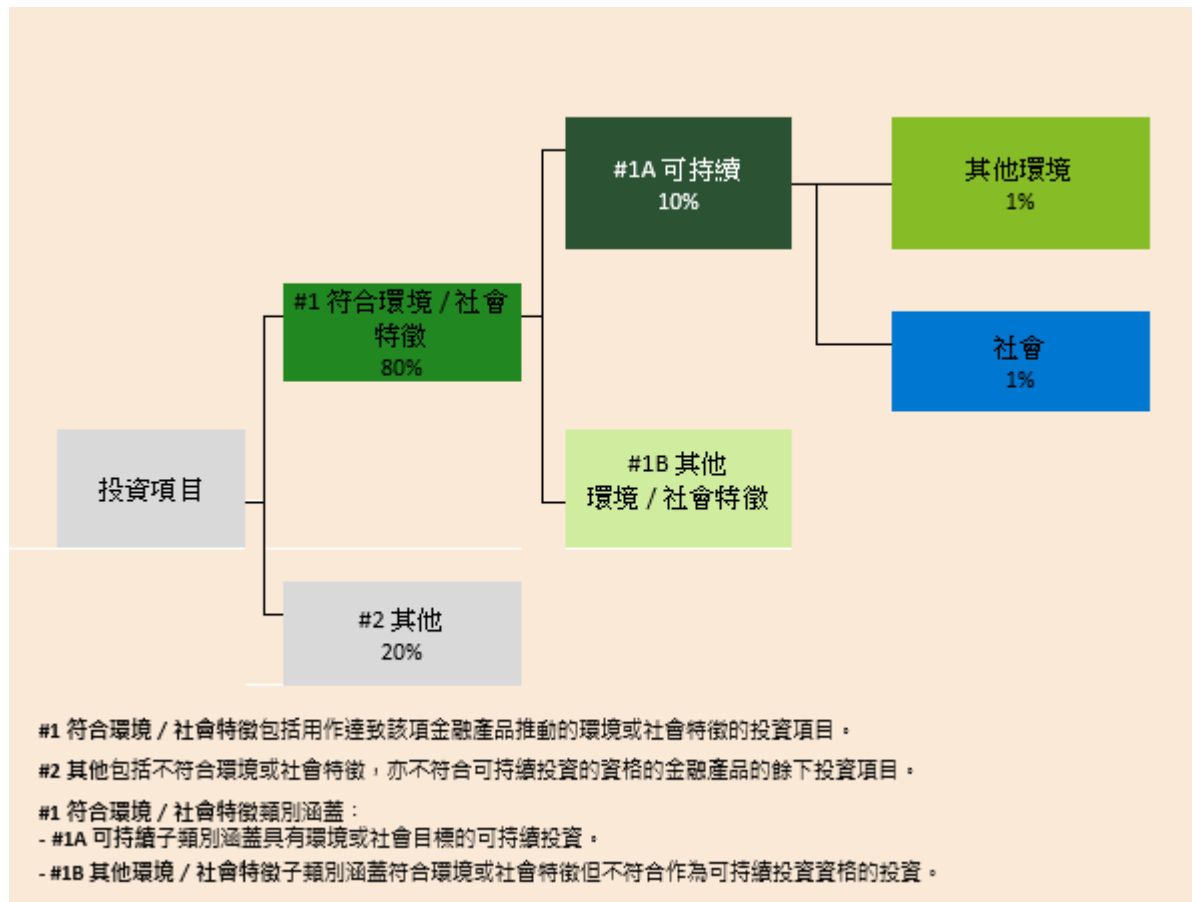 #1A 可持續
10%
其他環境
1%
#1 符合環境 / 社會
特徵
80%
社會
1%
投資項目
#1B 其他
環境 / 社會特徵
#2 其他
20%
#1 符合環境 / 社會特徵包括用作達致該項金融產品推動的環境或社會特徵的投資項目。
#2 其他包括不符合環境或社會特徵，亦不符合可持續投資的資格的金融產品的餘下投資項目。
#1 符合環境 / 社會特徵類別涵蓋：
- #1A 可持續子類別涵蓋具有環境或社會目標的可持續投資。
- #1B 其他環境 / 社會特徵子類別涵蓋符合環境或社會特徵但不符合作為可持續投資資格的投資。